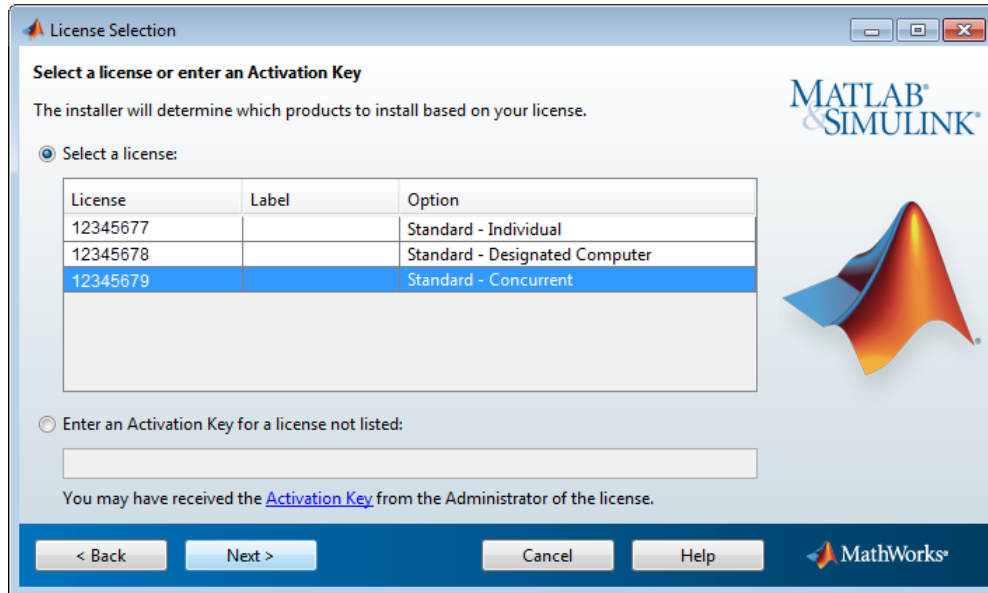 License Selection
Select a license or enter an Activation Key
The installer will determine which products to install based on your license.
MATLAB®
&SIMULINK®
Select a license:
License Label Option
12345677 Standard - Individual
12345678 Standard - Designated Computer
12345679 Standard - Concurrent
Enter an Activation Key for a license not listed:
You may have received the Activation Key from the Administrator of the license.
< Back Next > Cancel Help MathWorks®